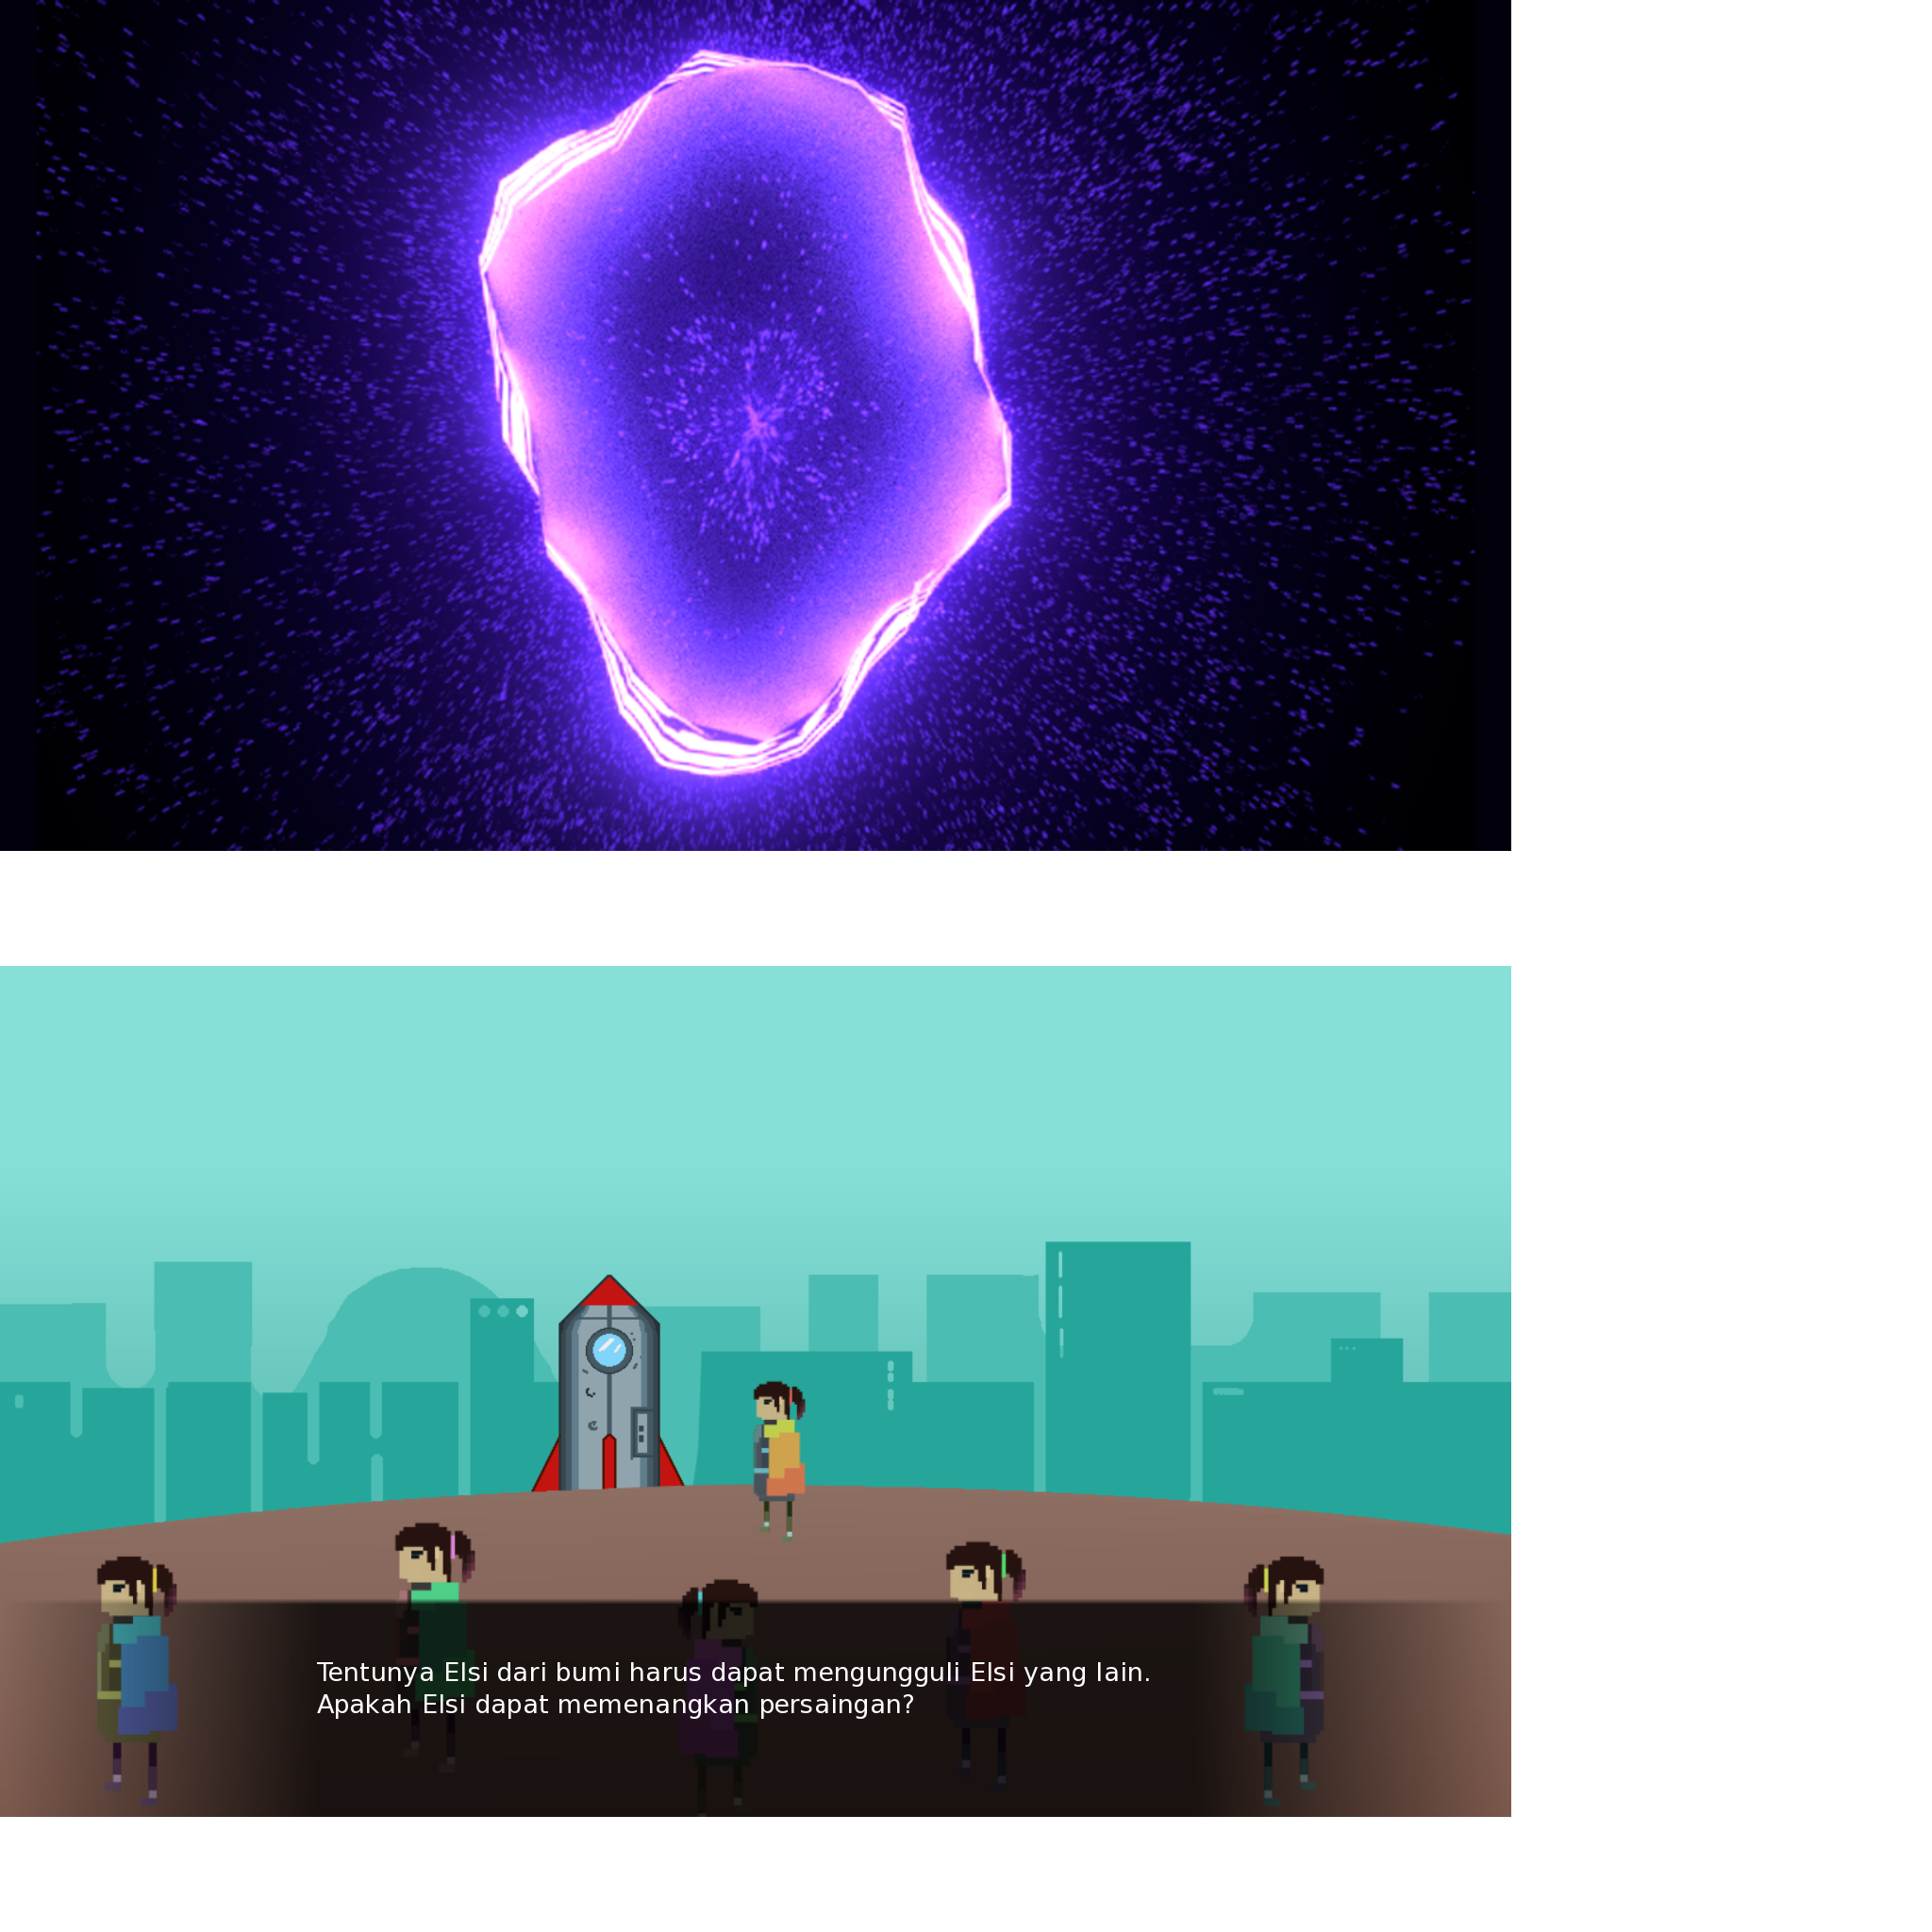 Tentunya Elsi dari bumi harus dapat mengungguli Elsi yang lain.
Apakah Elsi dapat memenangkan persaingan?